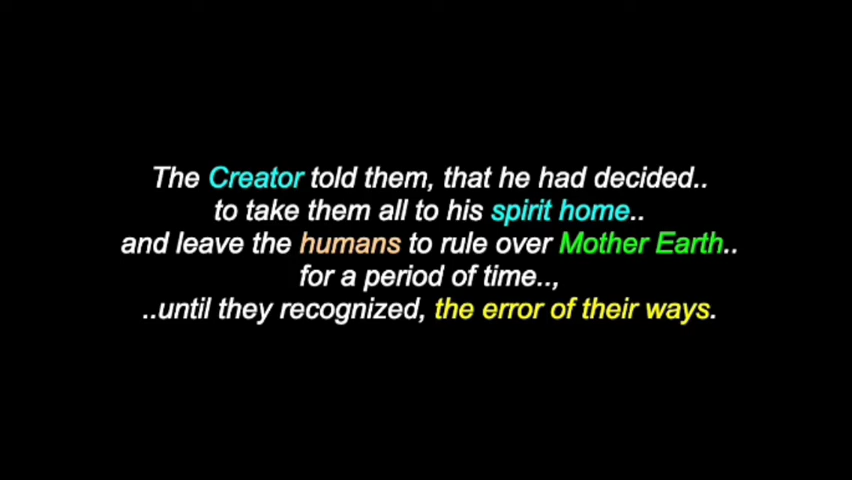 The Creator told them, that he had decided..
to take them all to his spirit home..
and leave the humans to rule over Mother Earth..
for a period of time..,
..until they recognized, the error of their ways.